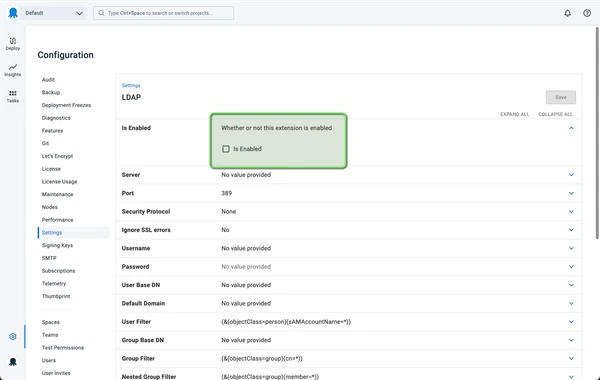 Default
Type Ctrl+Space to search or switch projects...
Deploy
Insights
Tasks
Configuration
Audit
Backup
Deployment Freezes
Diagnostics
Features
Git
Let's Encrypt
License
License Usage
Maintenance
Nodes
Performance
Settings
Signing Keys
SMTP
Subscriptions
Telemetry
Thumbprint
Spaces
Teams
Test Permissions
Users
User Invites
Settings
LDAP
Save
EXPAND ALL COLLAPSE ALL
Is Enabled Whether or not this extension is enabled
Is Enabled
Server No value provided
Port 389
Security Protocol None
Ignore SSL errors No
Username No value provided
Password No value provided
User Base DN No value provided
Default Domain No value provided
User Filter (&(objectClass=person)(sAMAccountName=*))
Group Base DN No value provided
Group Filter (&(objectClass=group)(cn=*))
Nested Group Filter (&(objectClass=group)(member=*))